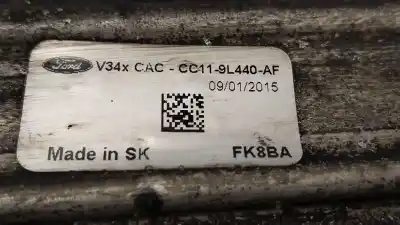 Ford V34x CAC - CC11-9L440-AF
09/01/2015
Made in SK FK8BA